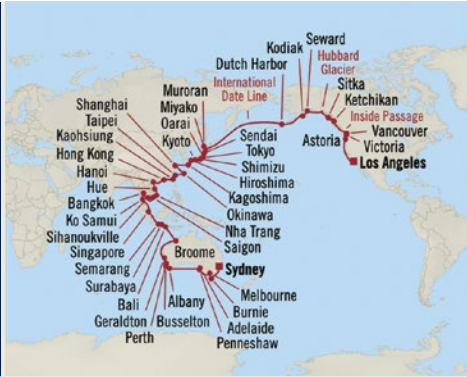 Kodiak
Seward
Dutch Harbor
Hubbard
Glacier
International
Date Line
Sitka
Ketchikan
Inside Passage
Vancouver
Victoria
Astoria
Los Angeles
Muroran
Miyako
Oarai
Kyoto
Shanghai
Taipei
Kaohsiung
Hong Kong
Hanoi
Hue
Bangkok
Ko Samui
Sihanoukville
Singapore
Semarang
Surabaya
Bali
Geraldton
Perth
Sendai
Tokyo
Shimizu
Hiroshima
Kagoshima
Okinawa
Nha Trang
Saigon
Broome
Sydney
Albany
Busselton
Melbourne
Burnie
Adelaide
Penneshaw